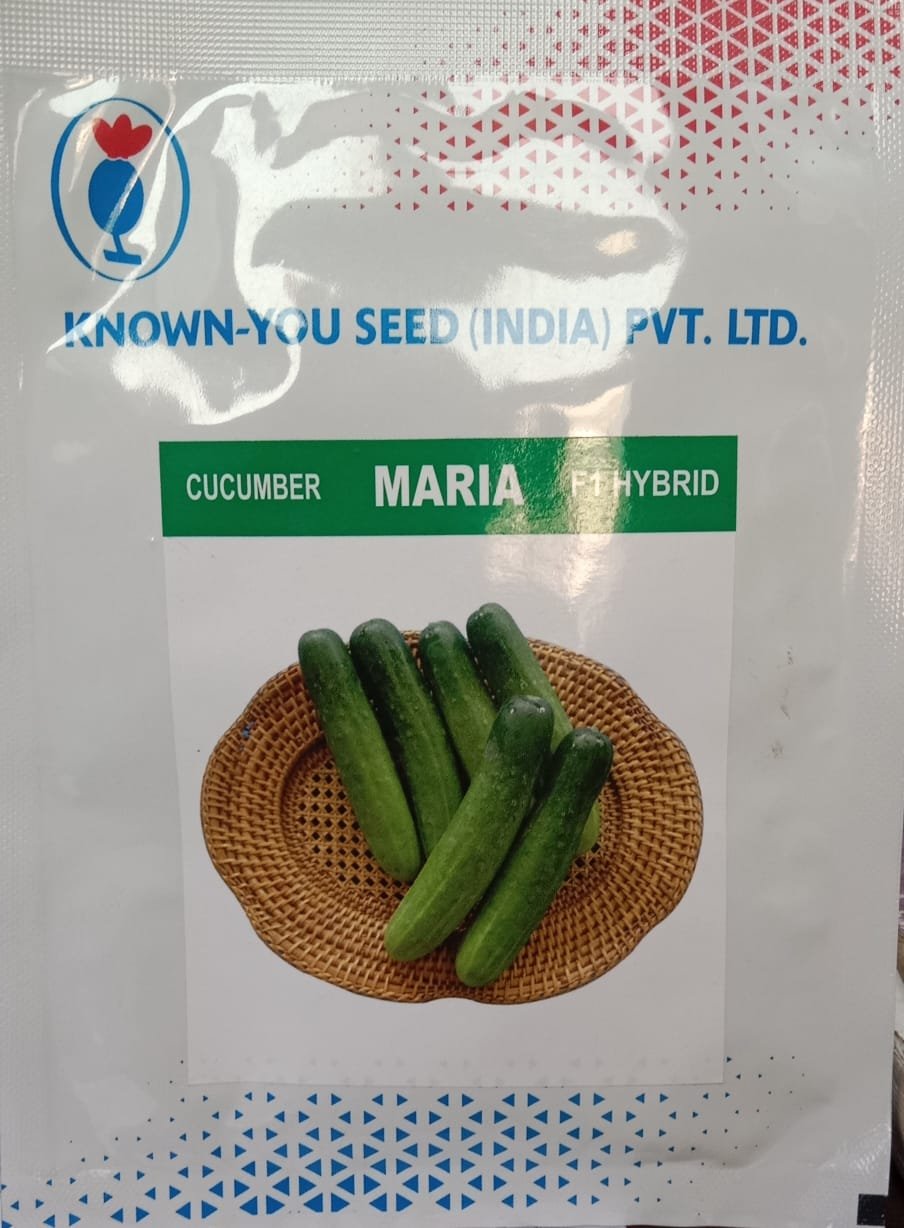 KNOWN-YOU SEED (INDIA) PVT. LTD.
CUCUMBER MARIA F1 HYBRID